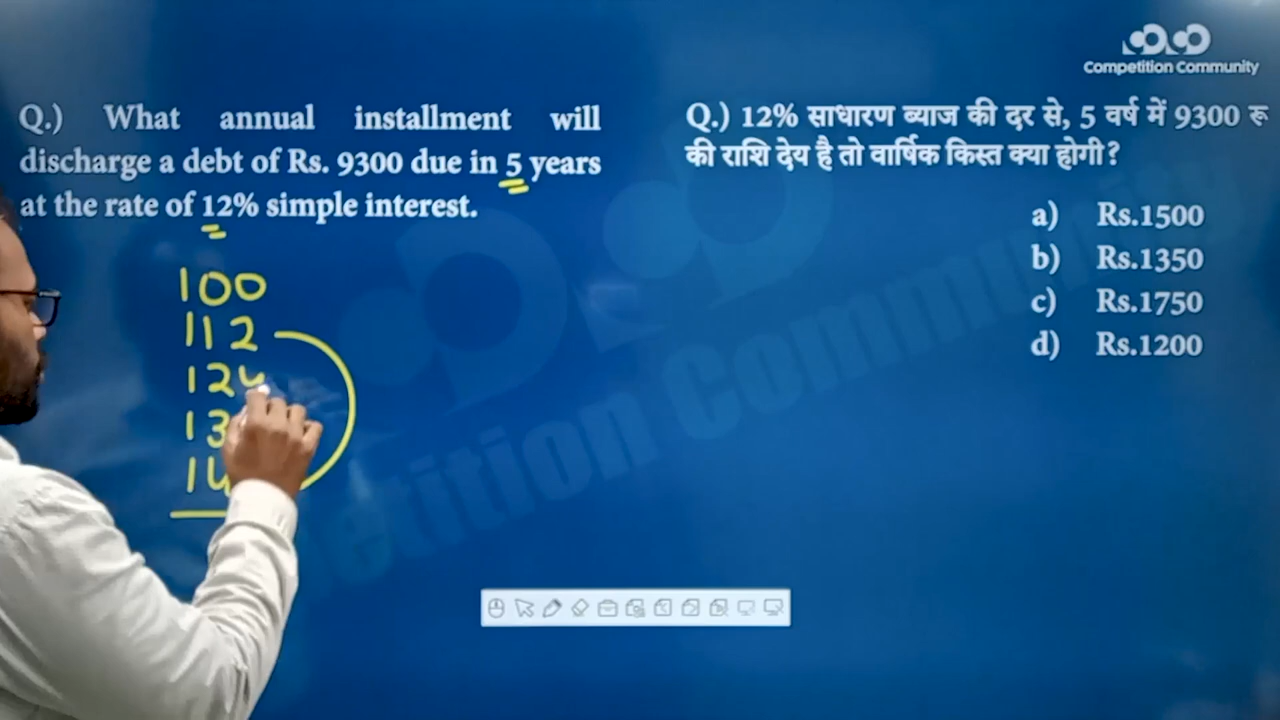 Competition Community
Q.) What annual installment will
discharge a debt of Rs. 9300 due in 5 years
at the rate of 12% simple interest.
Q.) 12% साधारण ब्याज की दर से, 5 वर्ष में 9300 रू
की राशि देय है तो वार्षिक किस्त क्या होगी?
a) Rs.1500
b) Rs.1350
c) Rs.1750
d) Rs.1200
100
112
124
13
14